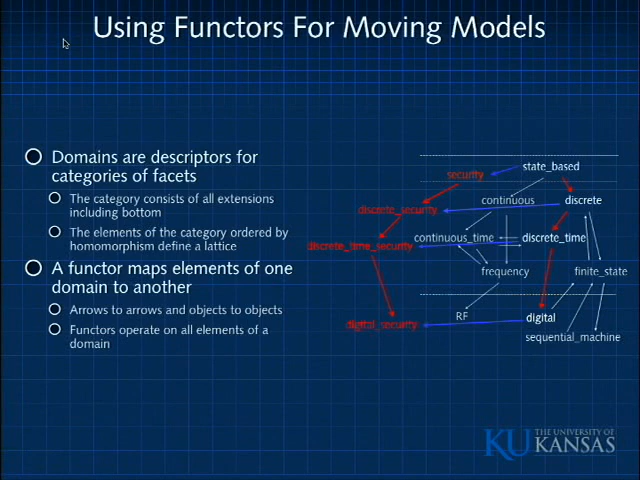 Using Functors For Moving Models
Domains are descriptors for
categories of facets
The category consists of all extensions
including bottom
The elements of the category ordered by
homomorphism define a lattice
A functor maps elements of one
domain to another
Arrows to arrows and objects to objects
Functors operate on all elements of a
domain
state_based
security
continuous
discrete
discrete_security
continuous_time
discrete_time
discrete_time_security
frequency
finite_state
RF
digital
digital_security
sequential_machine
KU THE UNIVERSITY OF
KANSAS